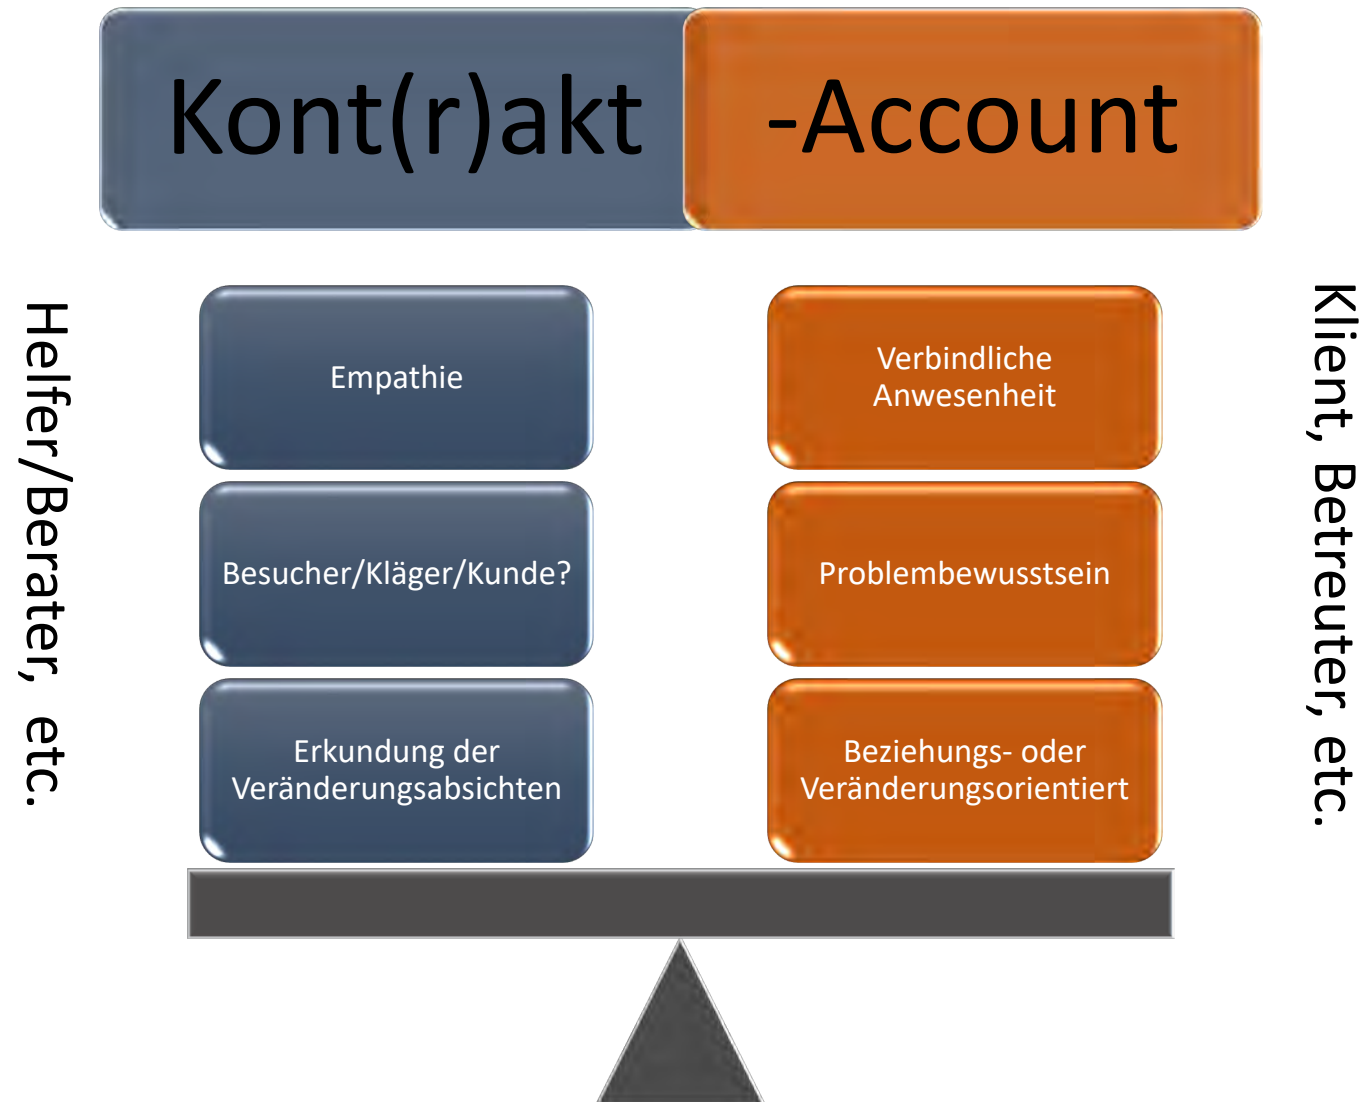 Kont(r)akt
-Account
Helfer/Berater, etc.
Empathie
Besucher/Kläger/Kunde?
Erkundung der
Veränderungsabsichten
Verbindliche
Anwesenheit
Problembewusstsein
Beziehungs- oder
Veränderungsorientiert
Klient, Betreuter, etc.